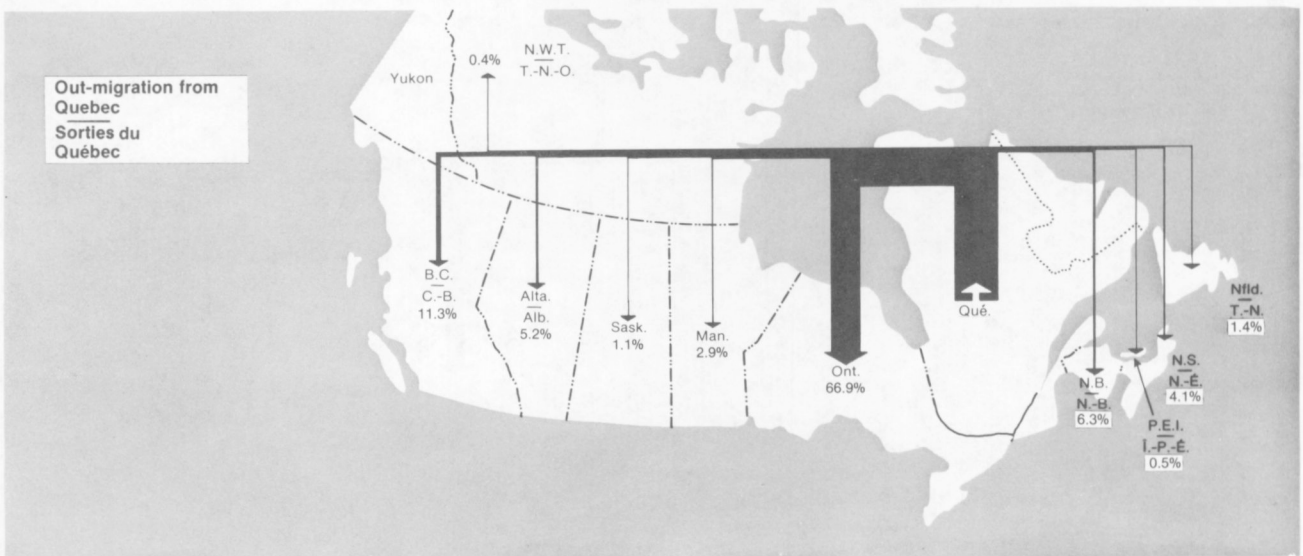 Out-migration from
Quebec
Sorties du
Québec
Yukon
0.4%
N.W.T.
T.-N.-O.
B.C.
C.-B.
11.3%
Alta.
Alb.
5.2%
Sask.
1.1%
Man.
2.9%
Ont.
66.9%
Qué.
N.B.
N.-B.
6.3%
P.E.I.
Î.-P.-É.
0.5%
N.S.
N.-É.
4.1%
Nfld.
T.-N.
1.4%